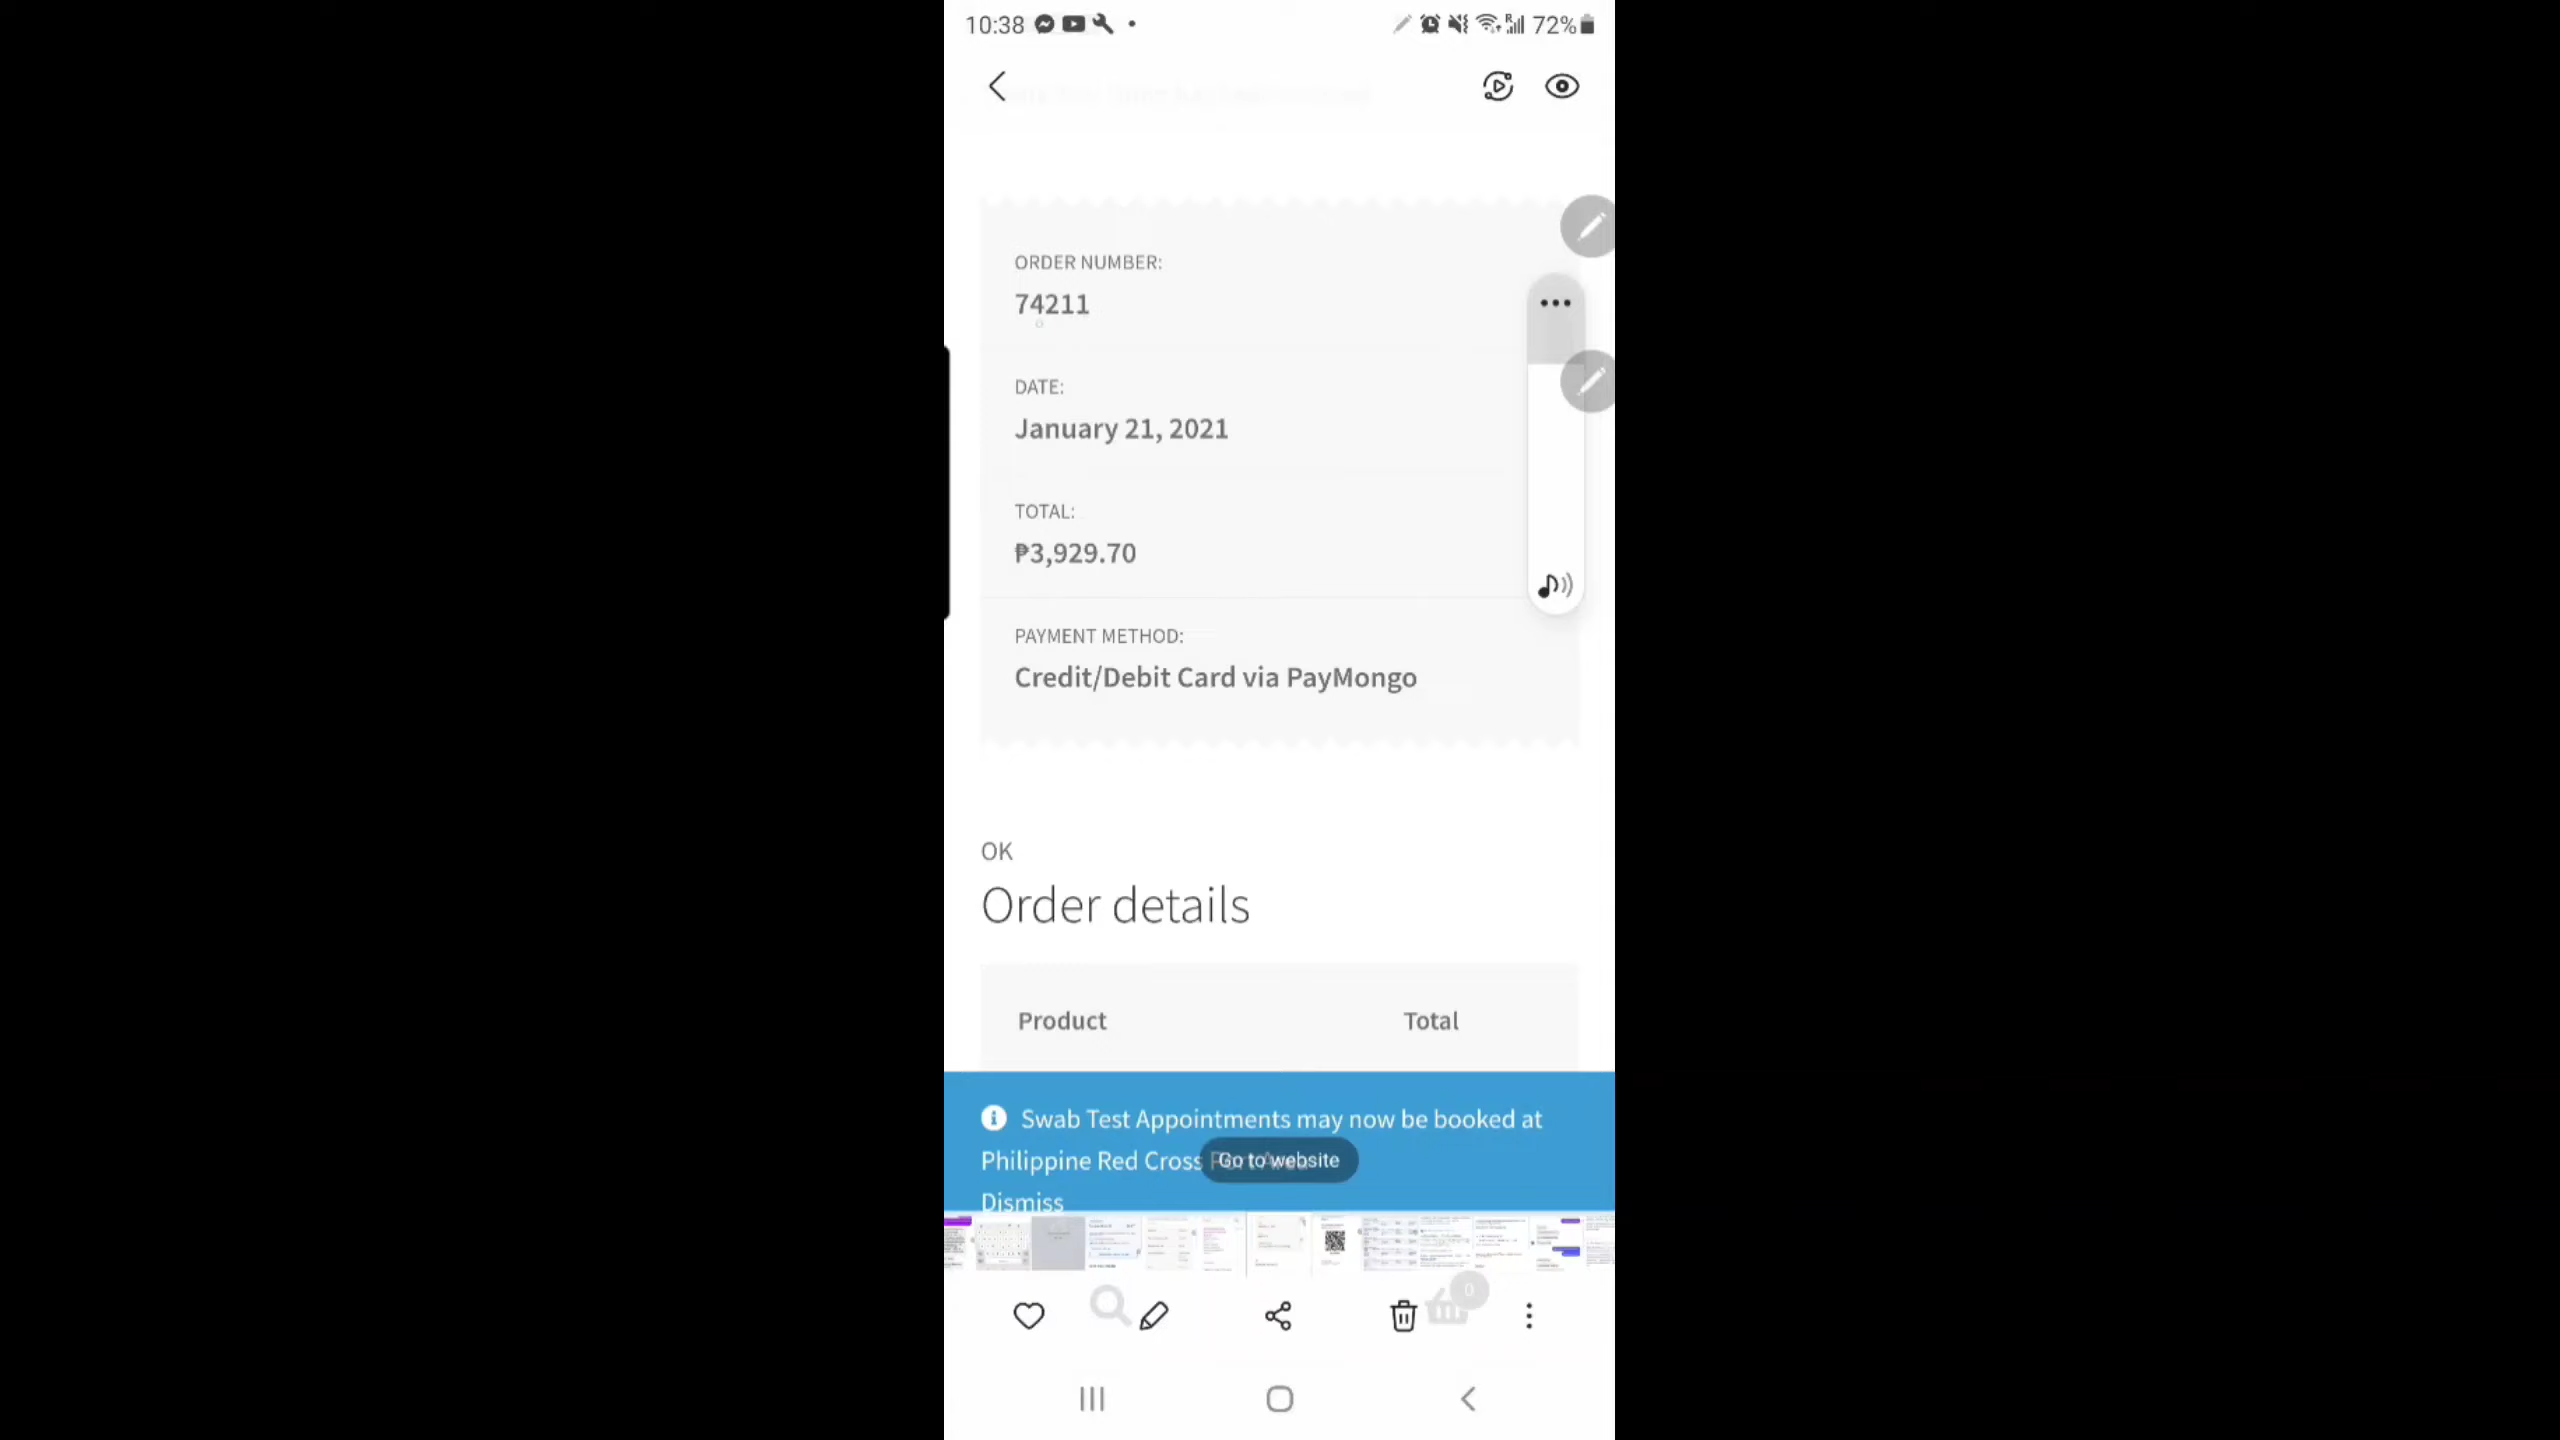 10:38
72%
ORDER NUMBER:
74211
DATE:
January 21, 2021
TOTAL:
₱3,929.70
PAYMENT METHOD:
Credit/Debit Card via PayMongo
OK
Order details
Product Total
Swab Test Appointments may now be booked at
Philippine Red Cross
Go to website
Dismiss
0